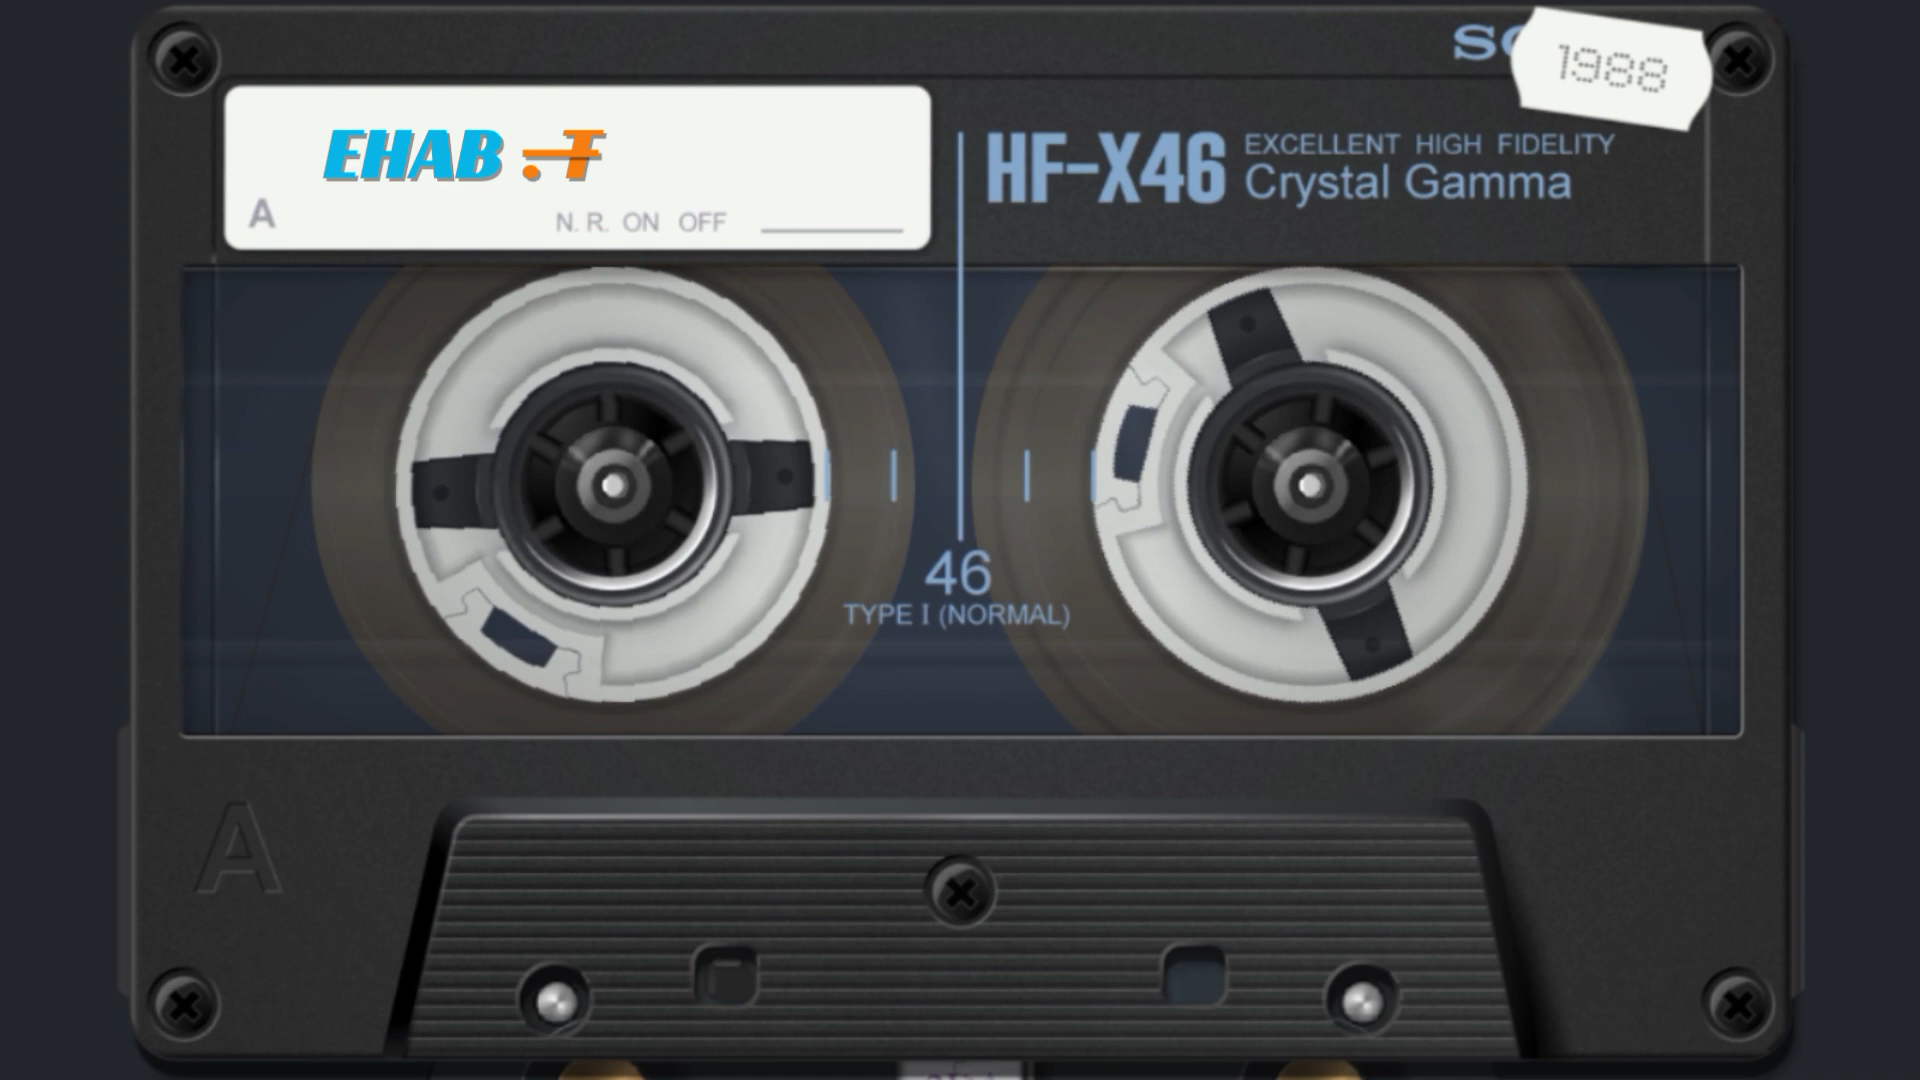 1988
EHAB .F
A
N. R. ON OFF
HF-X46
EXCELLENT HIGH FIDELITY
Crystal Gamma
46
TYPE I (NORMAL)
A